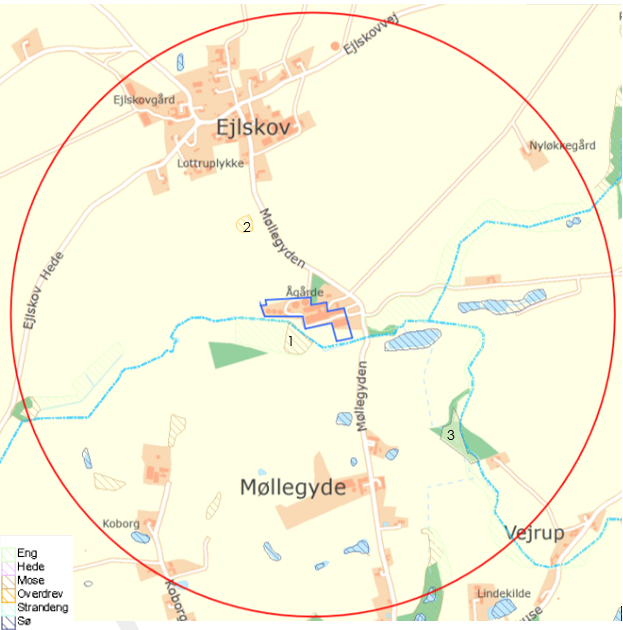 Ejlskovvej
Ejlskovgård
Ejlskov
Nyløkkegård
Lottruplykke
2
Møllegyden
Ejlskov Hede
Ågårde
1
Møllegyden
3
Møllegyde
Koborg
Vejrup
Eng
Hede
Mose
Overdrev
Strandeng
Sø
Koborg
Lindekilde